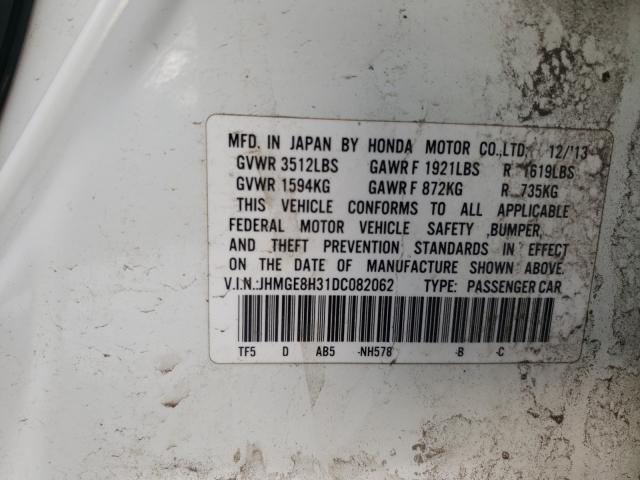 MFD. IN JAPAN BY HONDA MOTOR CO.,LTD. 12/'13
GVWR 3512LBS GAWR F 1921LBS R 1619LBS
GVWR 1594KG GAWR F 872KG R 735KG
THIS VEHICLE CONFORMS TO ALL APPLICABLE
FEDERAL MOTOR VEHICLE SAFETY ,BUMPER,
AND THEFT PREVENTION STANDARDS IN EFFECT
ON THE DATE OF MANUFACTURE SHOWN ABOVE.
V.I.N.:JHMGE8H31DC082062 TYPE: PASSENGER CAR
TF5 D AB5 -NH578 -B -C